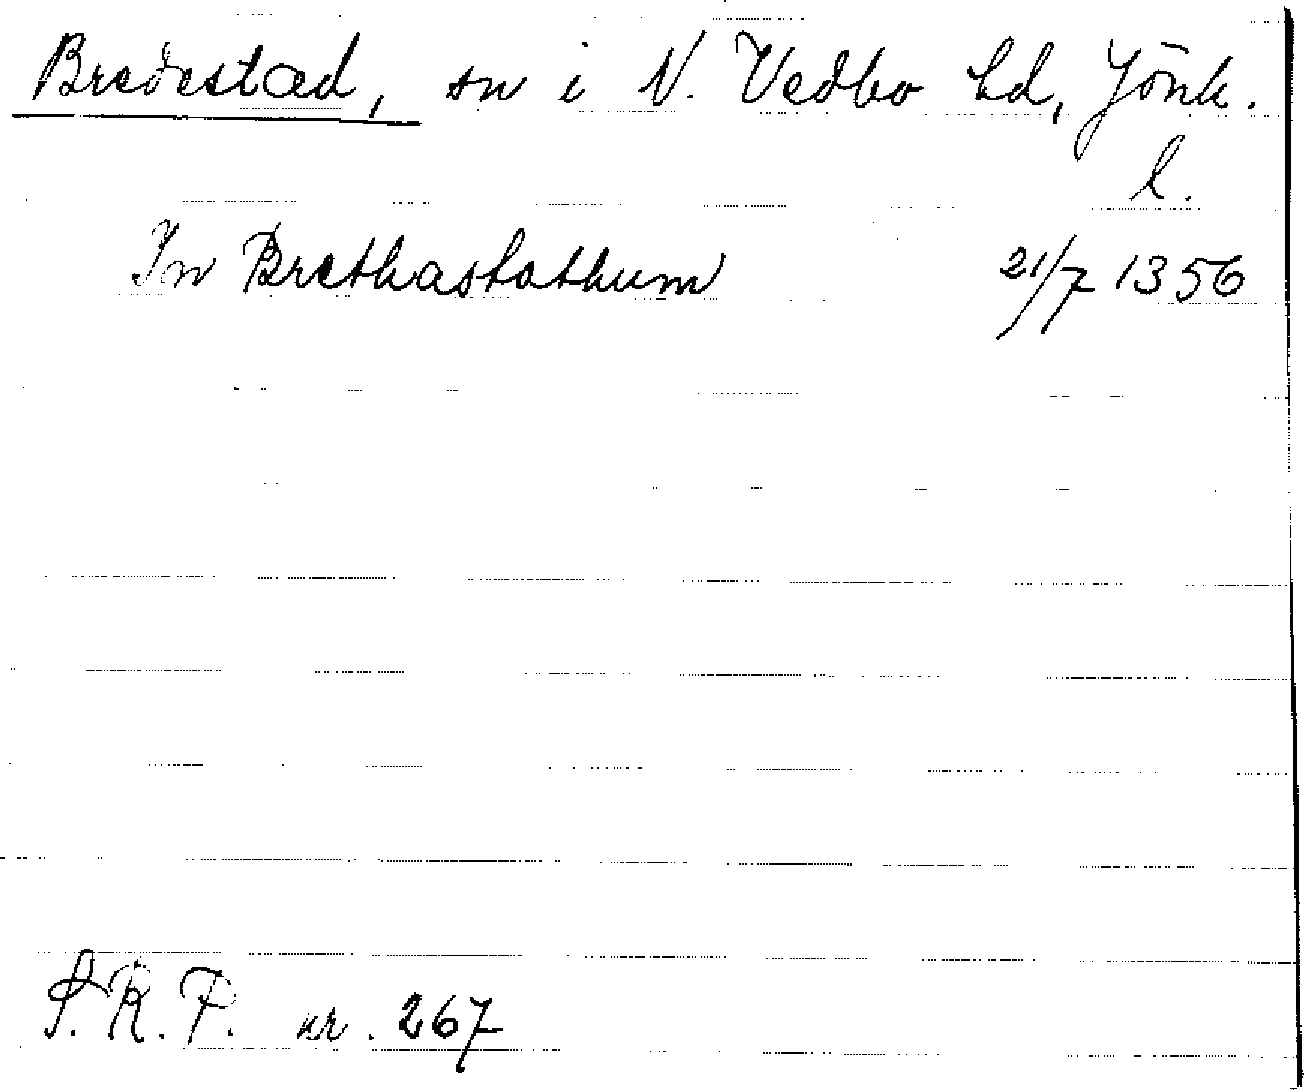 Bredestad, sn i N. Vedbo hd, Jönk.
l.
In Brethastathum 21/7 1356
S.R.P. nr. 267